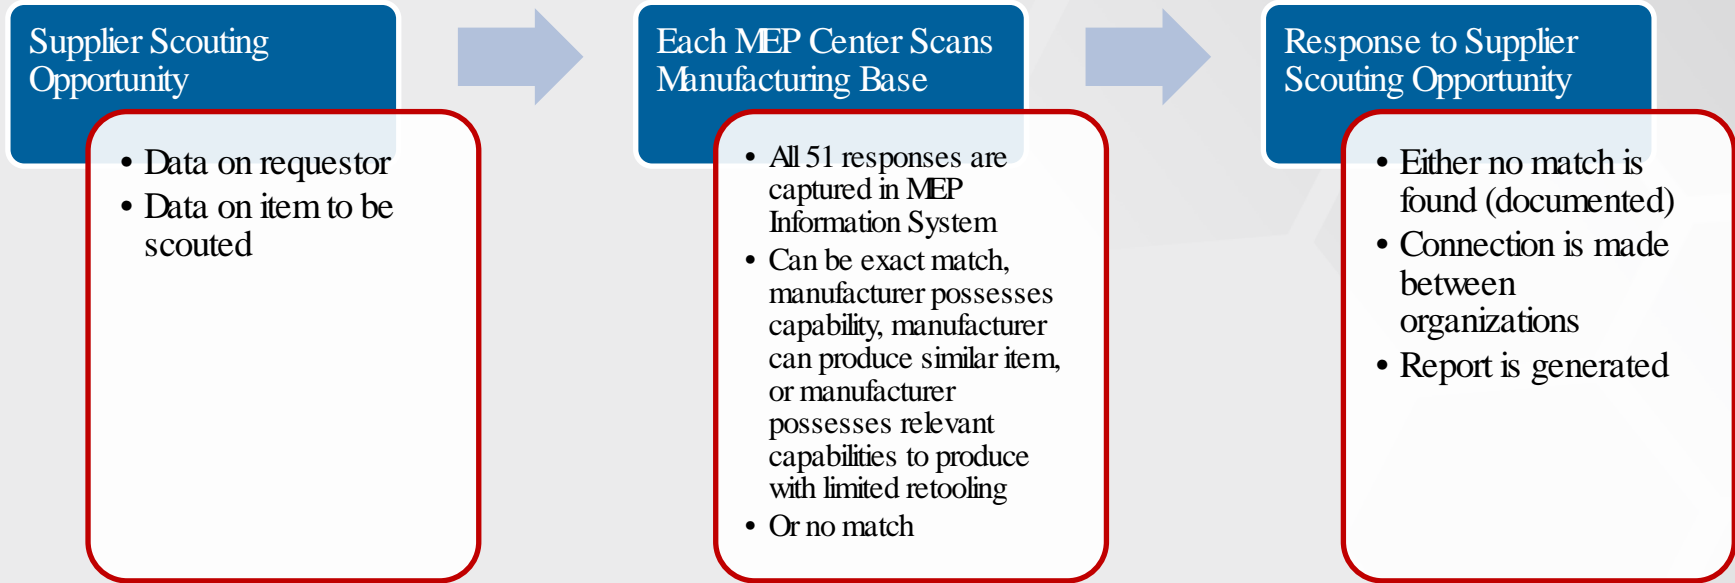 Supplier Scouting
Opportunity
• Data on requestor
• Data on item to be
scouted
Each MEP Center Scans
Manufacturing Base
• All 51 responses are
captured in MEP
Information System
• Can be exact match,
manufacturer possesses
capability, manufacturer
can produce similar item,
or manufacturer
possesses relevant
capabilities to produce
with limited retooling
• Or no match
Response to Supplier
Scouting Opportunity
• Either no match is
found (documented)
• Connection is made
between
organizations
• Report is generated